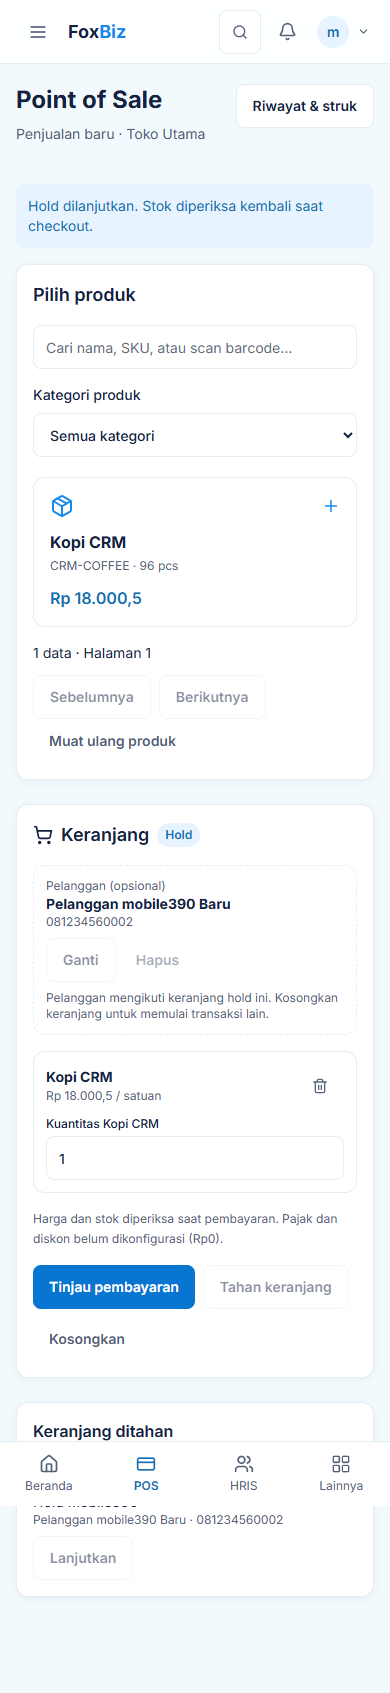 FoxBiz
m
Point of Sale
Riwayat & struk
Penjualan baru · Toko Utama
Hold dilanjutkan. Stok diperiksa kembali saat
checkout.
Pilih produk
Cari nama, SKU, atau scan barcode...
Kategori produk
Semua kategori
Kopi CRM
CRM-COFFEE · 96 pcs
Rp 18.000,5
1 data · Halaman 1
Sebelumnya
Berikutnya
Muat ulang produk
Keranjang
Hold
Pelanggan (opsional)
Pelanggan mobile390 Baru
081234560002
Ganti
Hapus
Pelanggan mengikuti keranjang hold ini. Kosongkan
keranjang untuk memulai transaksi lain.
Kopi CRM
Rp 18.000,5 / satuan
Kuantitas Kopi CRM
1
Harga dan stok diperiksa saat pembayaran. Pajak dan
diskon belum dikonfigurasi (Rp0).
Tinjau pembayaran
Tahan keranjang
Kosongkan
Keranjang ditahan
Beranda
POS
HRIS
Lainnya
Pelanggan mobile390 Baru · 081234560002
Lanjutkan